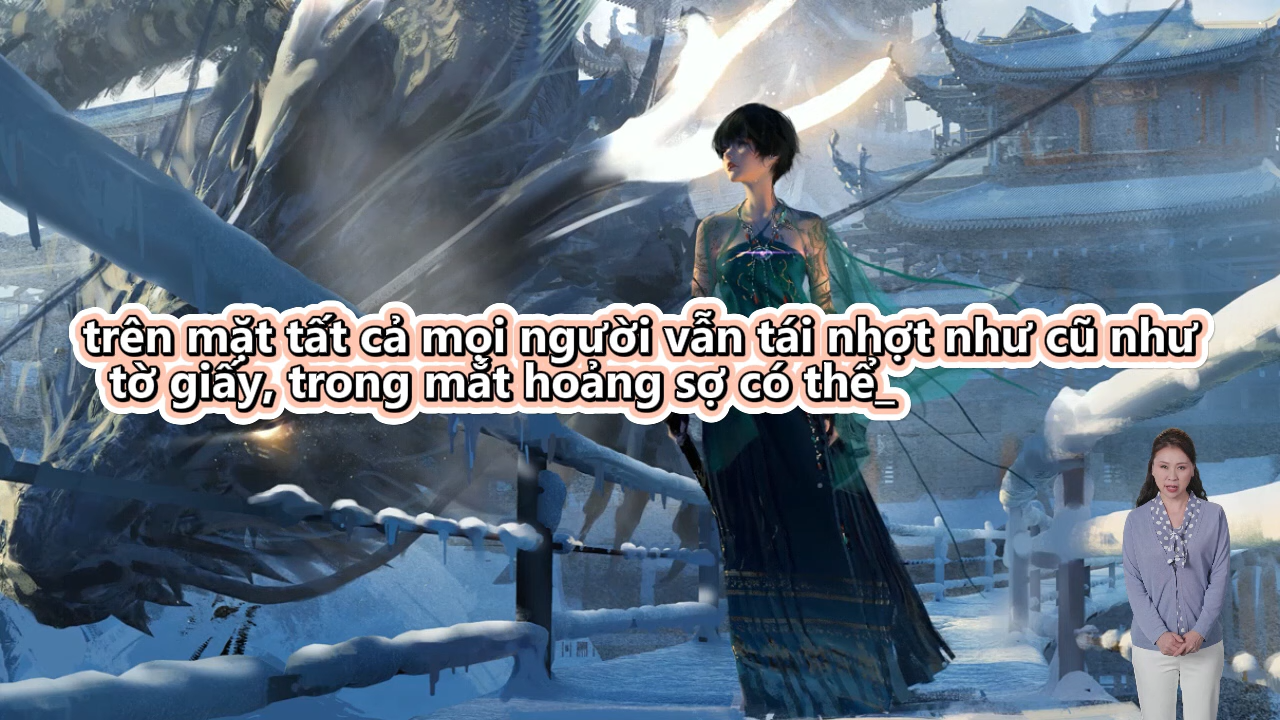 trên mặt tất cả mọi người vẫn tái nhợt như cũ như
tờ giấy, trong mắt hoảng sợ có thể_